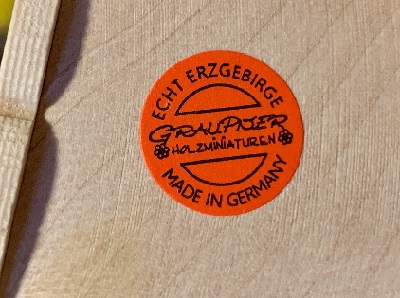 ECHT ERZGEBIRGE
GRAUPNER
HOLZMINIATUREN
MADE IN GERMANY